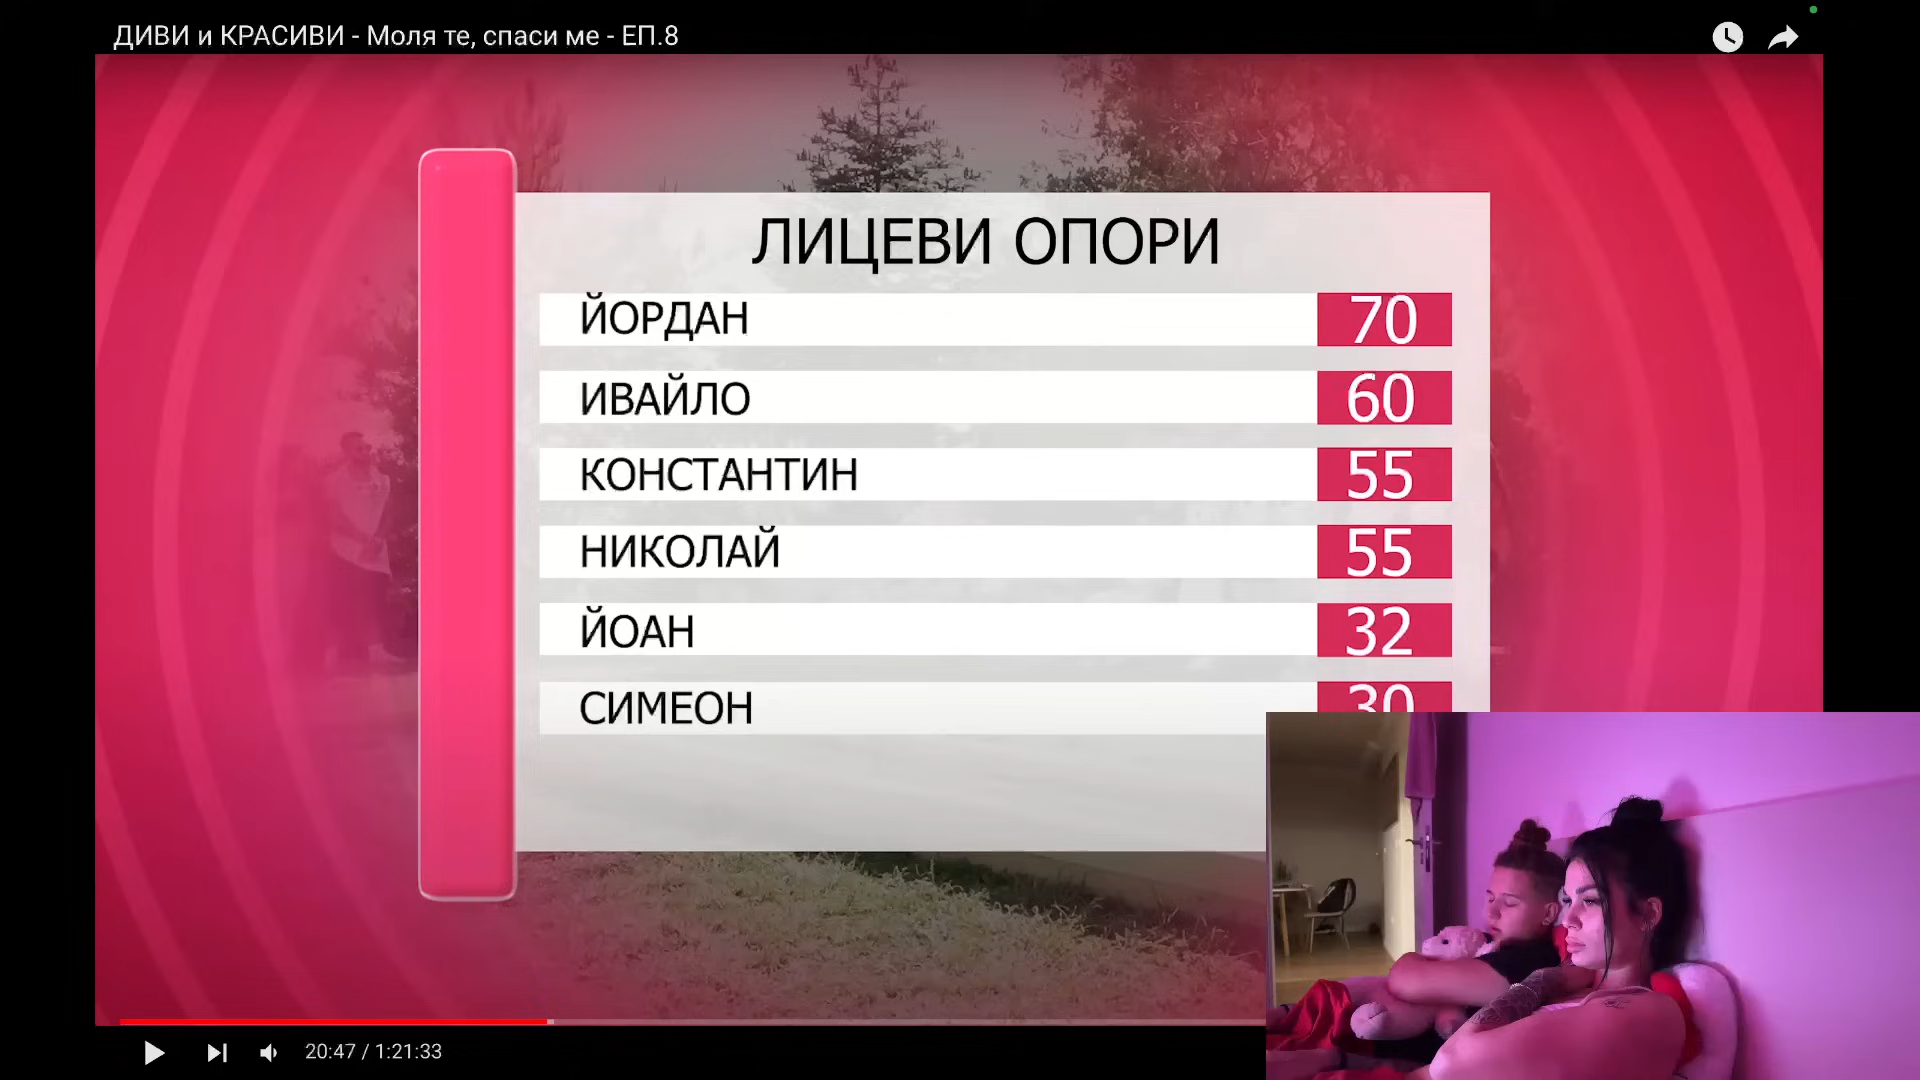 ДИВИ и КРАСИВИ - Моля те, спаси ме - ЕП.8
ЛИЦЕВИ ОПОРИ
ЙОРДАН 70
ИВАЙЛО 60
КОНСТАНТИН 55
НИКОЛАЙ 55
ЙОАН 32
СИМЕОН 30
20:47 / 1:21:33